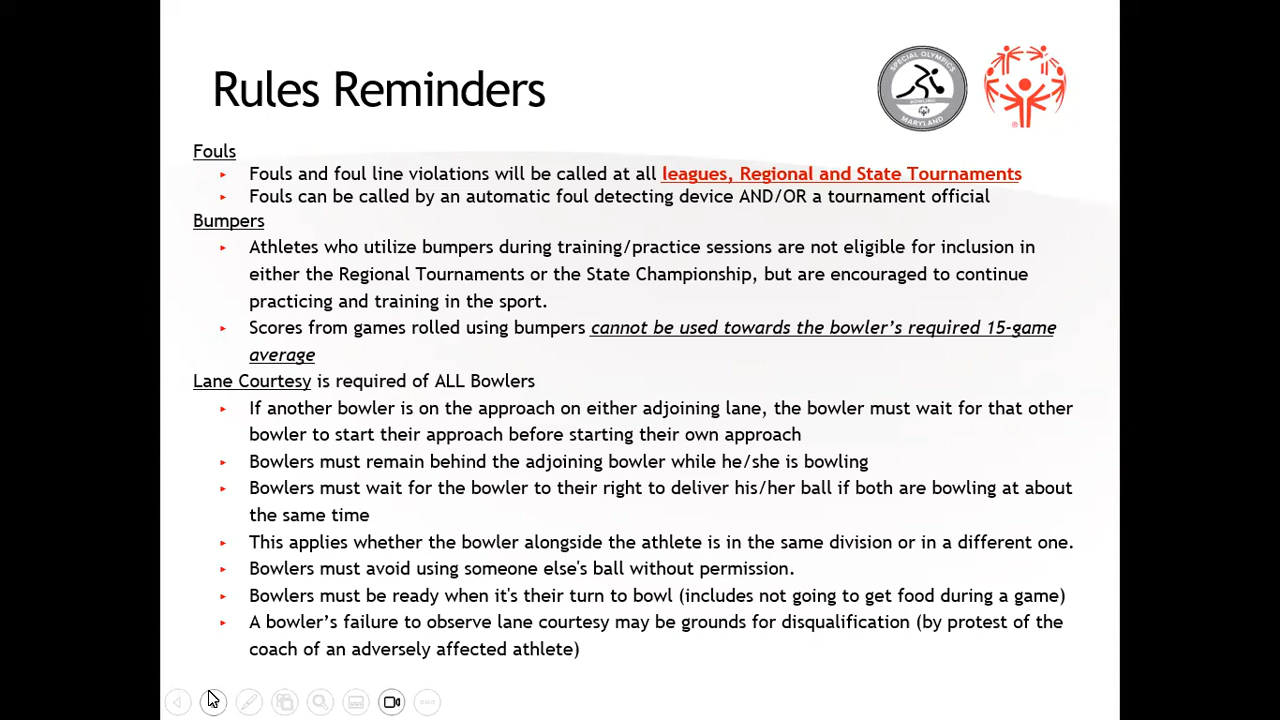 Rules Reminders
SPECIAL OLYMPICS
BOWLING
MARYLAND
Fouls
Fouls and foul line violations will be called at all leagues, Regional and State Tournaments
Fouls can be called by an automatic foul detecting device AND/OR a tournament official
Bumpers
Athletes who utilize bumpers during training/practice sessions are not eligible for inclusion in
either the Regional Tournaments or the State Championship, but are encouraged to continue
practicing and training in the sport.
Scores from games rolled using bumpers cannot be used towards the bowler’s required 15-game
average
Lane Courtesy is required of ALL Bowlers
If another bowler is on the approach on either adjoining lane, the bowler must wait for that other
bowler to start their approach before starting their own approach
Bowlers must remain behind the adjoining bowler while he/she is bowling
Bowlers must wait for the bowler to their right to deliver his/her ball if both are bowling at about
the same time
This applies whether the bowler alongside the athlete is in the same division or in a different one.
Bowlers must avoid using someone else's ball without permission.
Bowlers must be ready when it's their turn to bowl (includes not going to get food during a game)
A bowler’s failure to observe lane courtesy may be grounds for disqualification (by protest of the
coach of an adversely affected athlete)